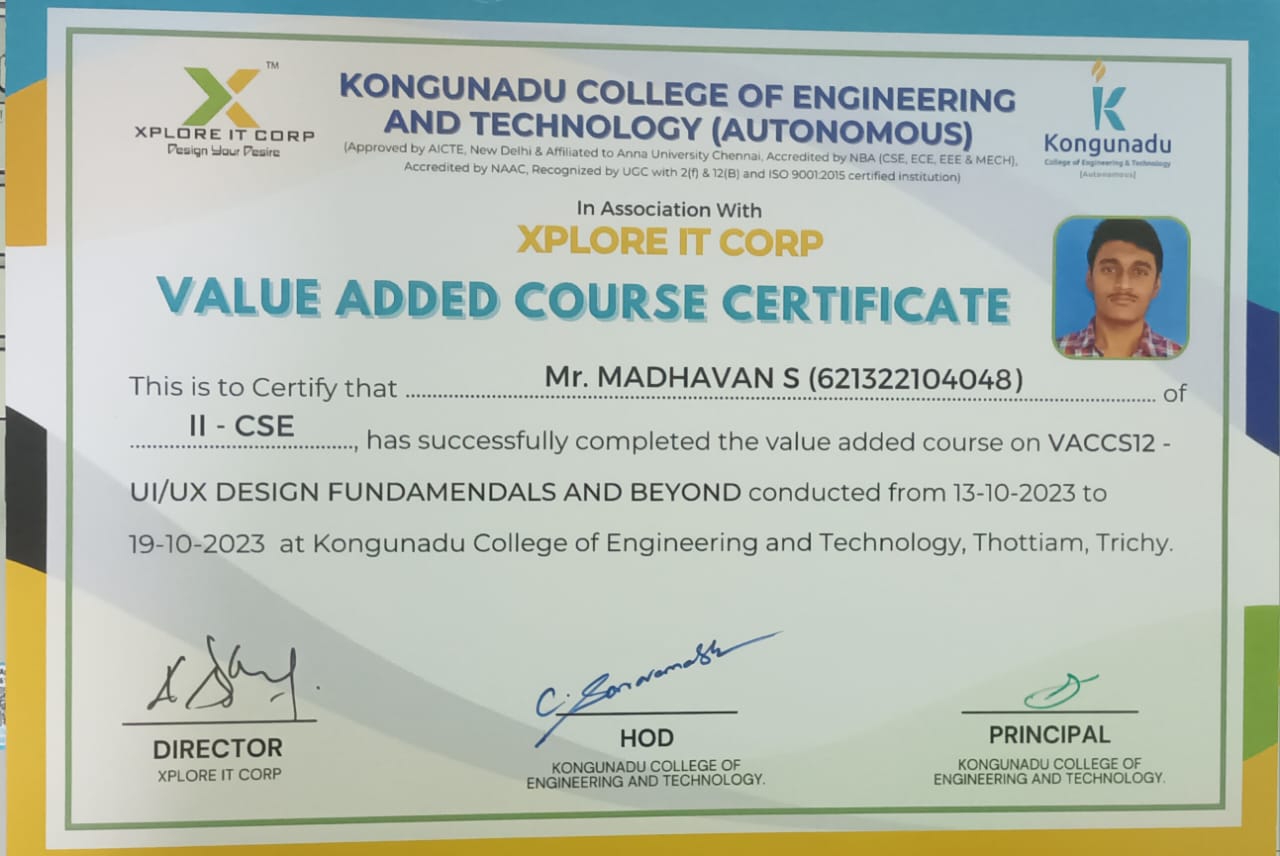 TM
XPLORE IT CORP
Design Your Desire
KONGUNADU COLLEGE OF ENGINEERING
AND TECHNOLOGY (AUTONOMOUS)
(Approved by AICTE, New Delhi & Affiliated to Anna University Chennai, Accredited by NBA (CSE, ECE, EEE & MECH),
Accredited by NAAC, Recognized by UGC with 2(f) & 12(B) and ISO 9001:2015 certified institution)
Kongunadu
College of Engineering & Technology
(Autonomous)
In Association With
XPLORE IT CORP
VALUE ADDED COURSE CERTIFICATE
This is to Certify that Mr. MADHAVAN S (621322104048) of
II - CSE, has successfully completed the value added course on VACCS12 -
UI/UX DESIGN FUNDAMENDALS AND BEYOND conducted from 13-10-2023 to
19-10-2023 at Kongunadu College of Engineering and Technology, Thottiam, Trichy.
DIRECTOR
XPLORE IT CORP
HOD
KONGUNADU COLLEGE OF
ENGINEERING AND TECHNOLOGY.
PRINCIPAL
KONGUNADU COLLEGE OF
ENGINEERING AND TECHNOLOGY.